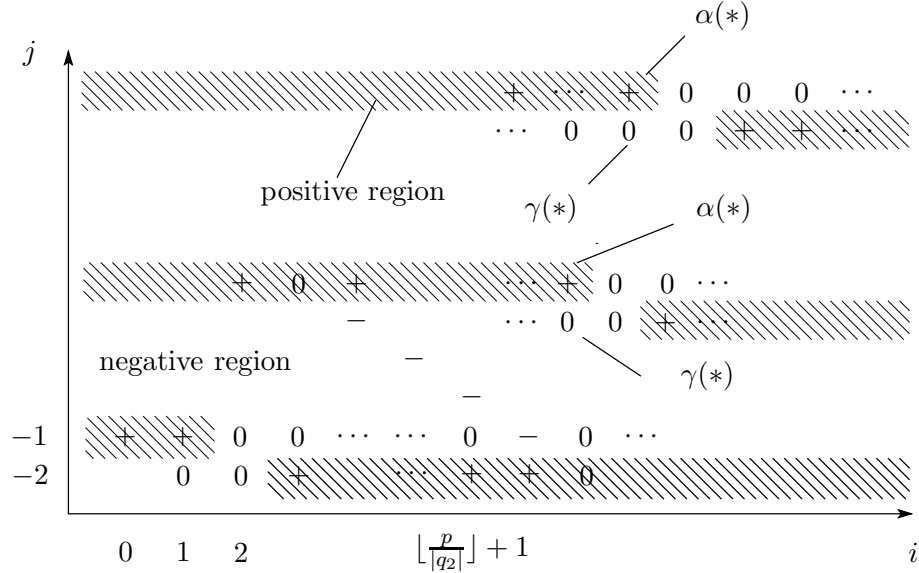 α(∗)
j
+ ··· + 0 0 0 ···
··· 0 0 0 + + ···
positive region
γ(∗) α(∗)
+ 0 + ··· + 0 0 ···
− ··· 0 0 + ···
negative region −
γ(∗)
−
−1 + + 0 0 ··· ··· 0 − 0 ···
−2 0 0 + ··· + + 0
0 1 2 ⌊p/|q₂|⌋ + 1 i